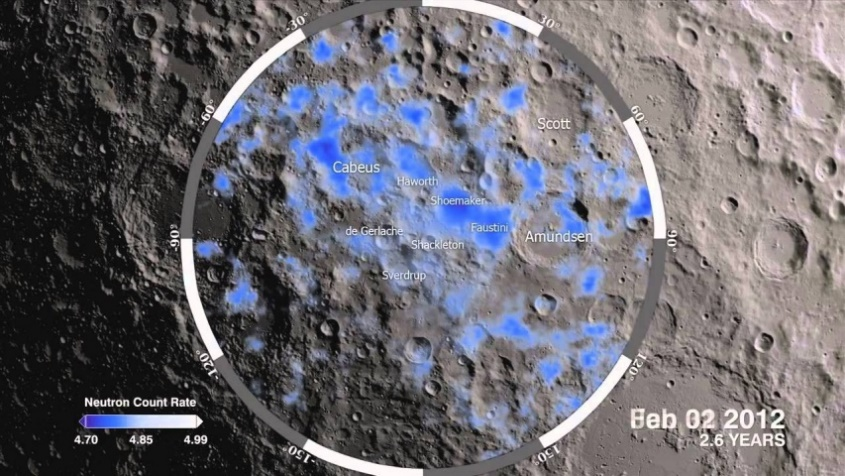 -30°
30°
-60°
60°
Scott
Cabeus
Haworth
Shoemaker
Faustini
de Gerlache
-90°
90°
Amundsen
Shackleton
Sverdrup
-120°
120°
Neutron Count Rate
4.70 4.85 4.99
Feb 02 2012
2.6 YEARS
-150°
150°